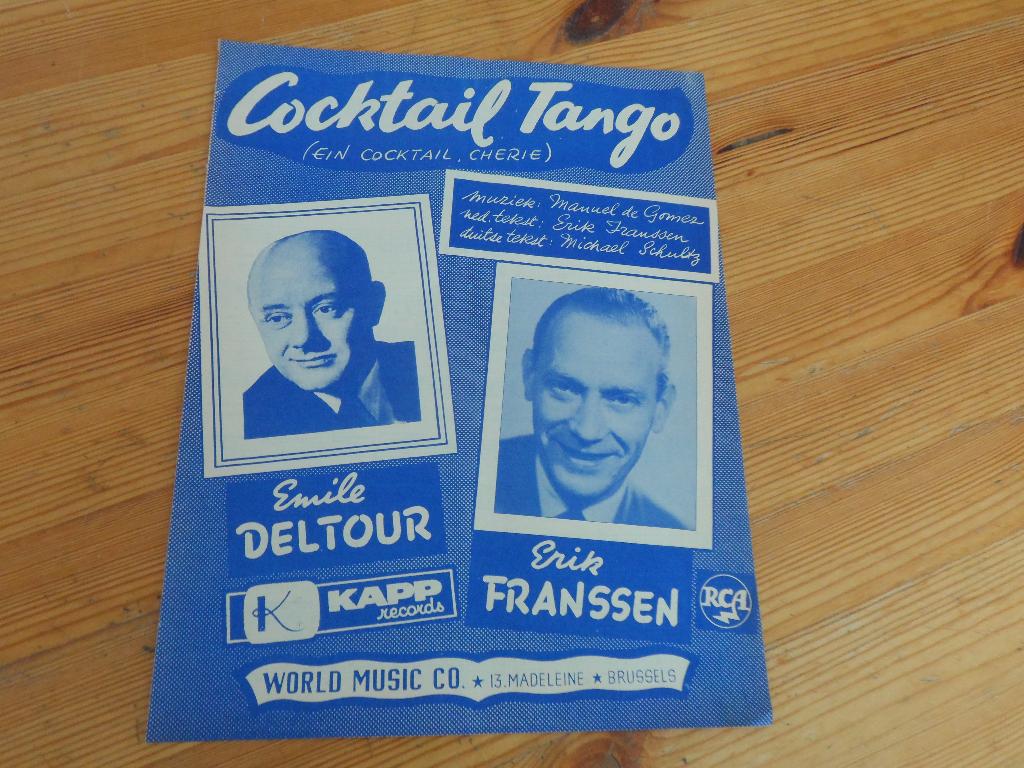 Cocktail Tango
(EIN COCKTAIL, CHERIE)
muziek: Manuel de Gomez
ned tekst: Erik Franssen
duitse tekst: Michael Schultz
Emile
DELTOUR
Erik
FRANSSEN
K KAPP
records
RCA
WORLD MUSIC CO. ★ 13. MADELEINE ★ BRUSSELS